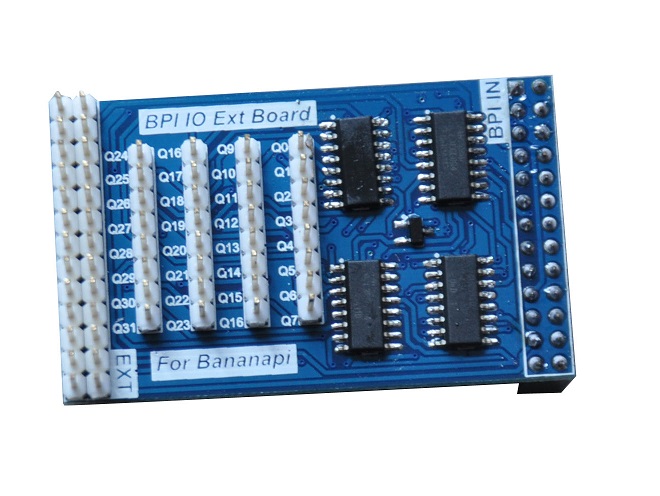 BPI IO Ext Board
BPI IN
Q24 Q16 Q9 Q0
Q25 Q17 Q10 Q1
Q26 Q18 Q11 Q2
Q27 Q19 Q12 Q3
Q28 Q20 Q13 Q4
Q29 Q21 Q14 Q5
Q30 Q22 Q15 Q6
Q31 Q23 Q16 Q7
EXT
For Bananapi